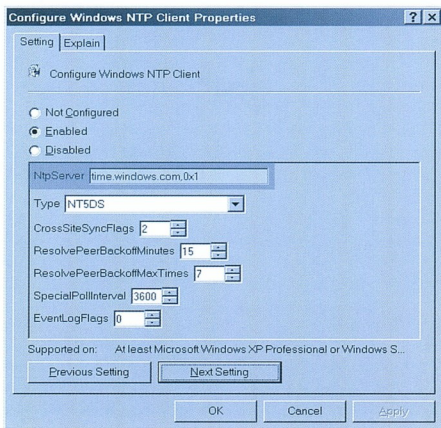 Configure Windows NTP Client Properties
Setting
Explain
Configure Windows NTP Client
Not Configured
Enabled
Disabled
NtpServer time.windows.com,0x1
Type NT5DS
CrossSiteSyncFlags 2
ResolvePeerBackoffMinutes 15
ResolvePeerBackoffMaxTimes 7
SpecialPollInterval 3600
EventLogFlags 0
Supported on: At least Microsoft Windows XP Professional or Windows S...
Previous Setting
Next Setting
OK
Cancel
Apply